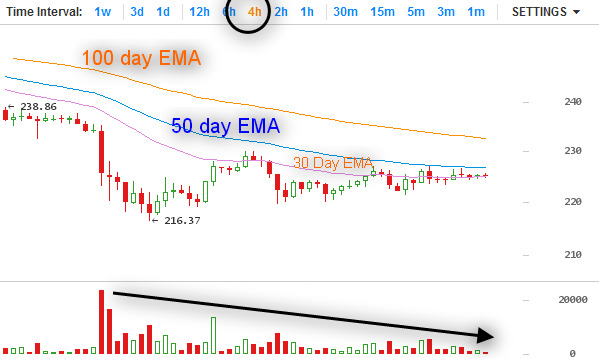 Time Interval: 1w 3d 1d 12h 6h 4h 2h 1h 30m 15m 5m 3m 1m SETTINGS
100 day EMA
240
← 238.86
50 day EMA
230
30 Day EMA
220
← 216.37
210
20000
0